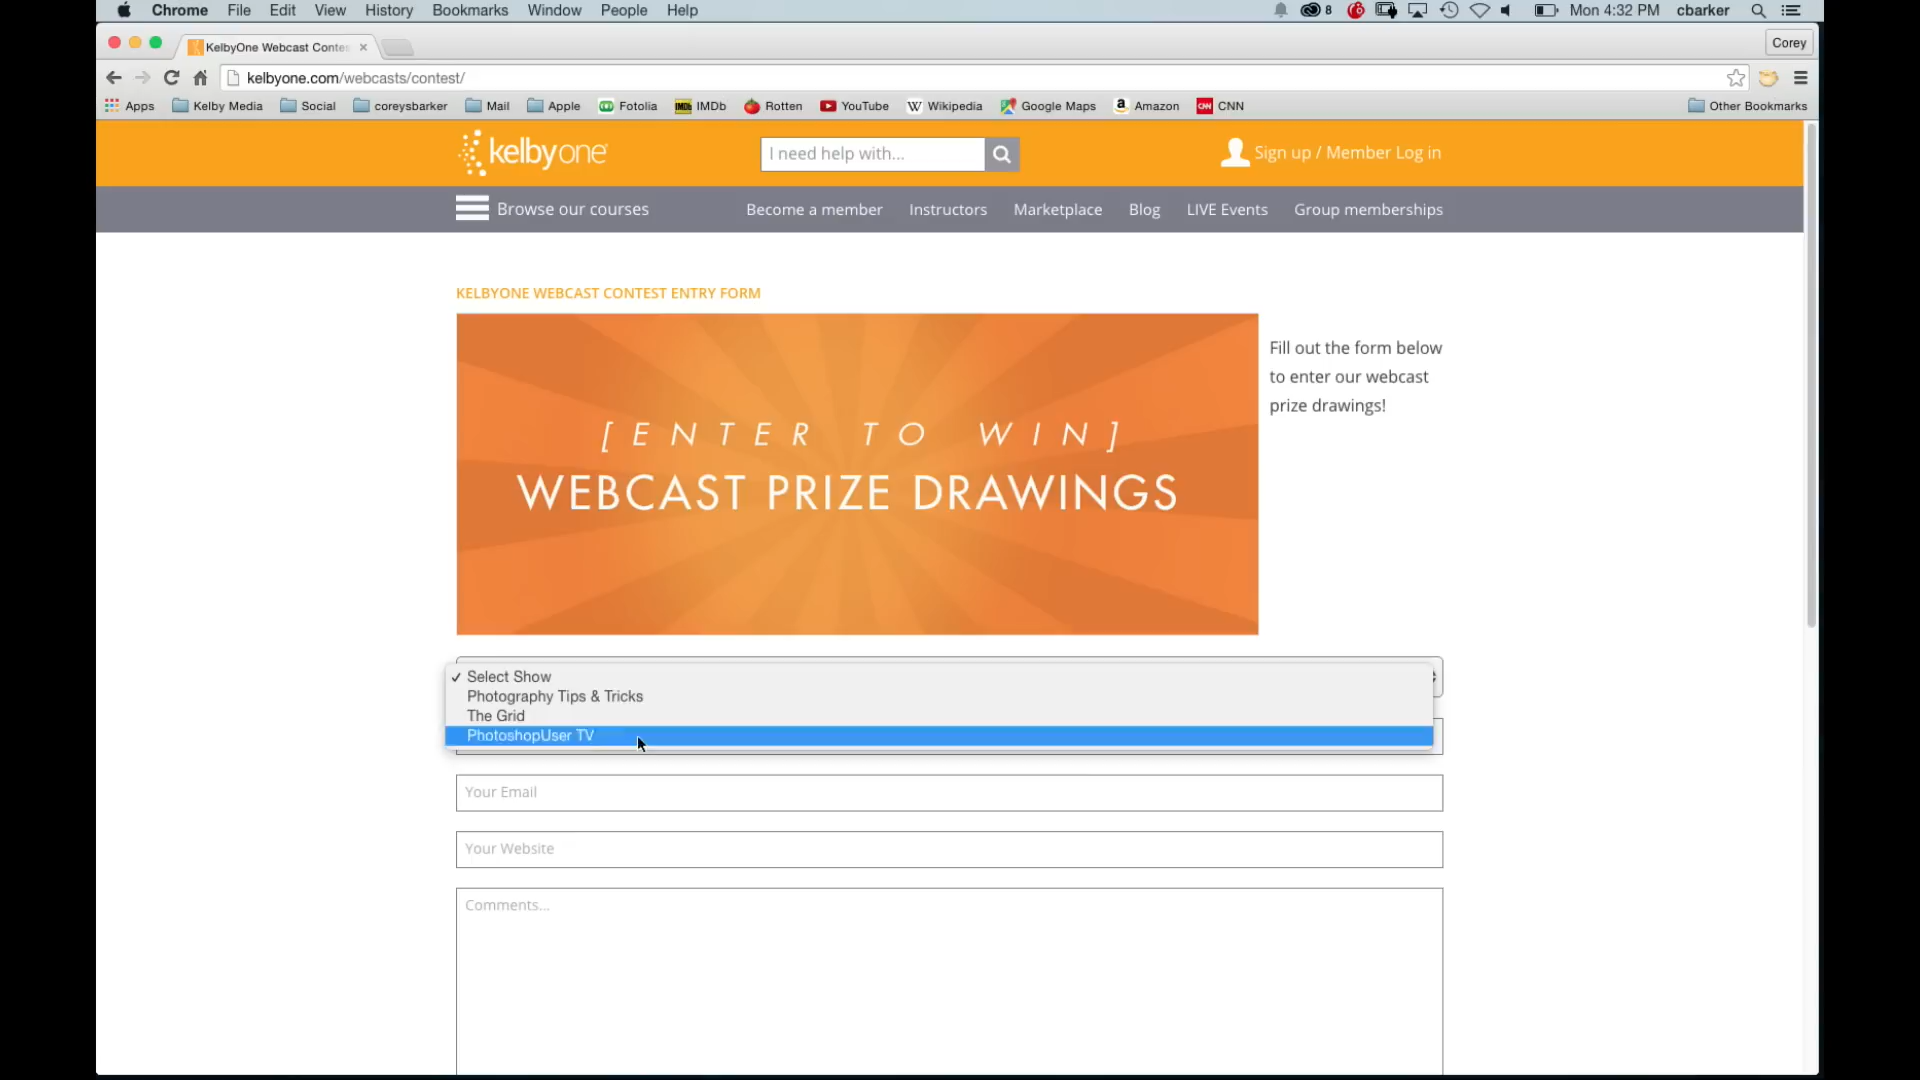 Chrome File Edit View History Bookmarks Window People Help 8 Mon 4:32 PM cbarker
KelbyOne Webcast Contes Corey
kelbyone.com/webcasts/contest/
Apps Kelby Media Social coreysbarker Mail Apple Fotolia IMDb IMDb Rotten YouTube W Wikipedia Google Maps a Amazon CNN CNN Other Bookmarks
kelbyone I need help with... Sign up / Member Log in
Browse our courses Become a member Instructors Marketplace Blog LIVE Events Group memberships
KELBYONE WEBCAST CONTEST ENTRY FORM
[ENTER TO WIN]
WEBCAST PRIZE DRAWINGS
Fill out the form below
to enter our webcast
prize drawings!
✓ Select Show
Photography Tips & Tricks
The Grid
PhotoshopUser TV
Your Email
Your Website
Comments...